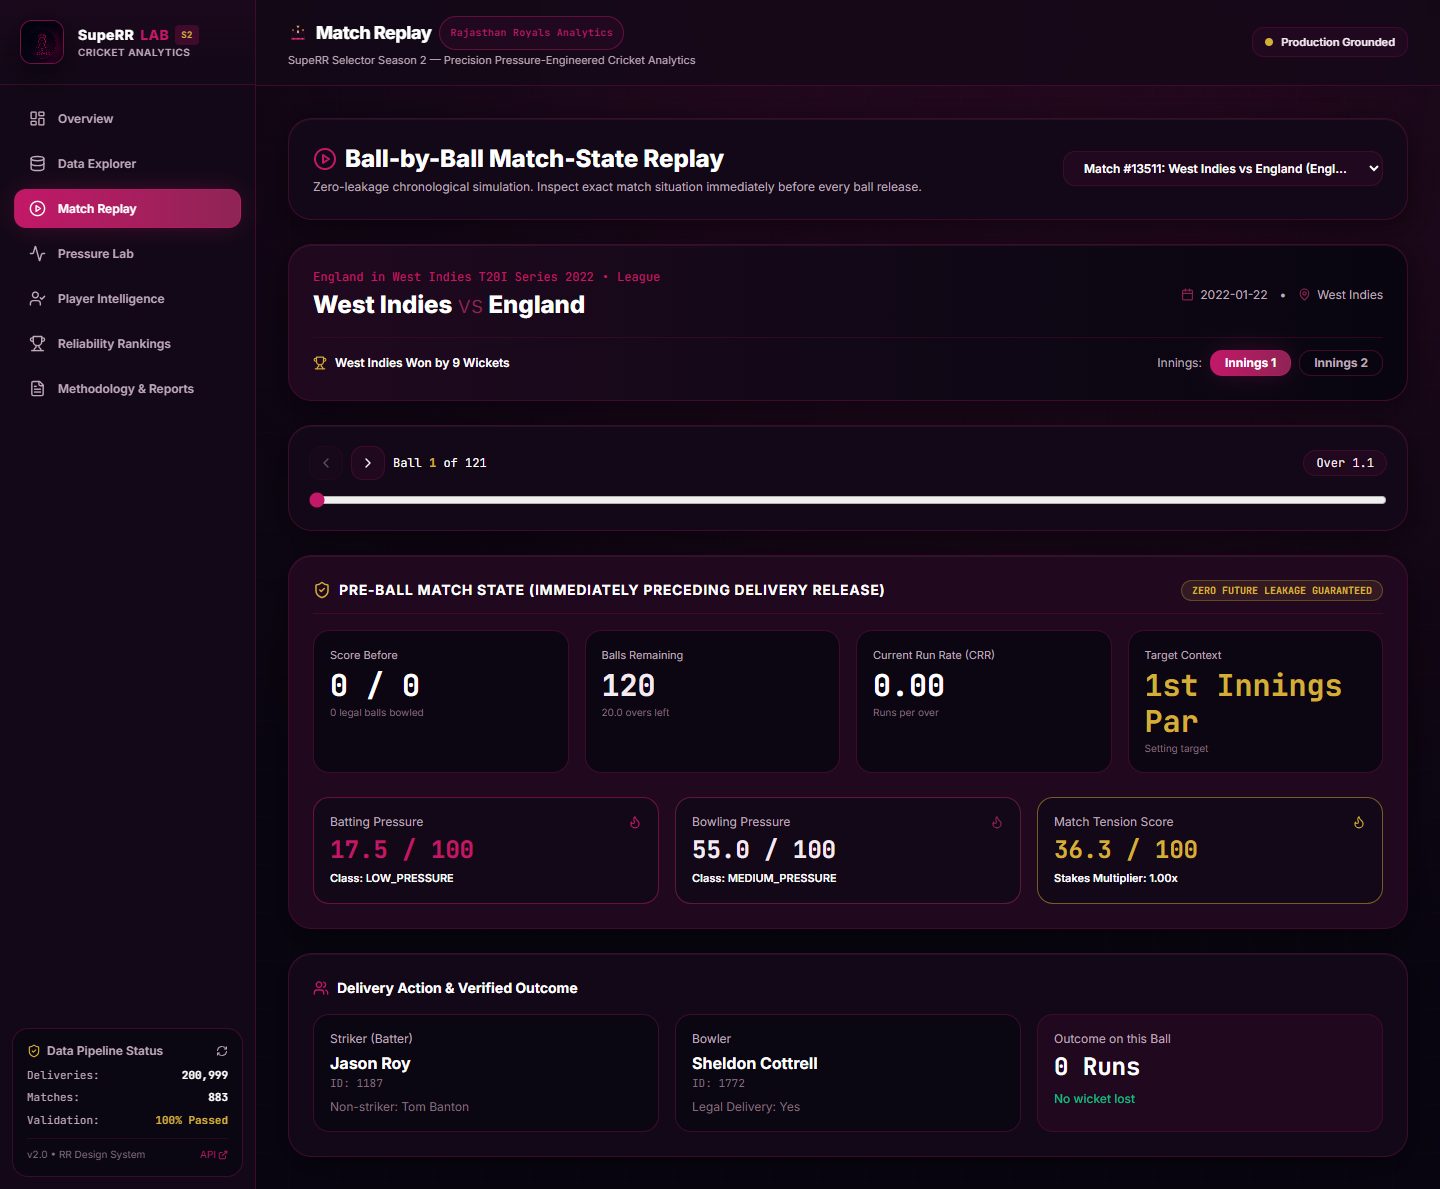 SupeRR LAB S2
CRICKET ANALYTICS
Overview
Data Explorer
Match Replay
Pressure Lab
Player Intelligence
Reliability Rankings
Methodology & Reports
Data Pipeline Status
Deliveries: 200,999
Matches: 883
Validation: 100% Passed
v2.0 • RR Design System API
Match Replay Rajasthan Royals Analytics
SupeRR Selector Season 2 — Precision Pressure-Engineered Cricket Analytics
Production Grounded
Ball-by-Ball Match-State Replay
Zero-leakage chronological simulation. Inspect exact match situation immediately before every ball release.
Match #13511: West Indies vs England (Engl...
England in West Indies T20I Series 2022 • League
West Indies VS England
2022-01-22 • West Indies
West Indies Won by 9 Wickets
Innings: Innings 1 Innings 2
Ball 1 of 121
Over 1.1
PRE-BALL MATCH STATE (IMMEDIATELY PRECEDING DELIVERY RELEASE)
ZERO FUTURE LEAKAGE GUARANTEED
Score Before
0 / 0
0 legal balls bowled
Balls Remaining
120
20.0 overs left
Current Run Rate (CRR)
0.00
Runs per over
Target Context
1st Innings
Par
Setting target
Batting Pressure
17.5 / 100
Class: LOW_PRESSURE
Bowling Pressure
55.0 / 100
Class: MEDIUM_PRESSURE
Match Tension Score
36.3 / 100
Stakes Multiplier: 1.00x
Delivery Action & Verified Outcome
Striker (Batter)
Jason Roy
ID: 1187
Non-striker: Tom Banton
Bowler
Sheldon Cottrell
ID: 1772
Legal Delivery: Yes
Outcome on this Ball
0 Runs
No wicket lost